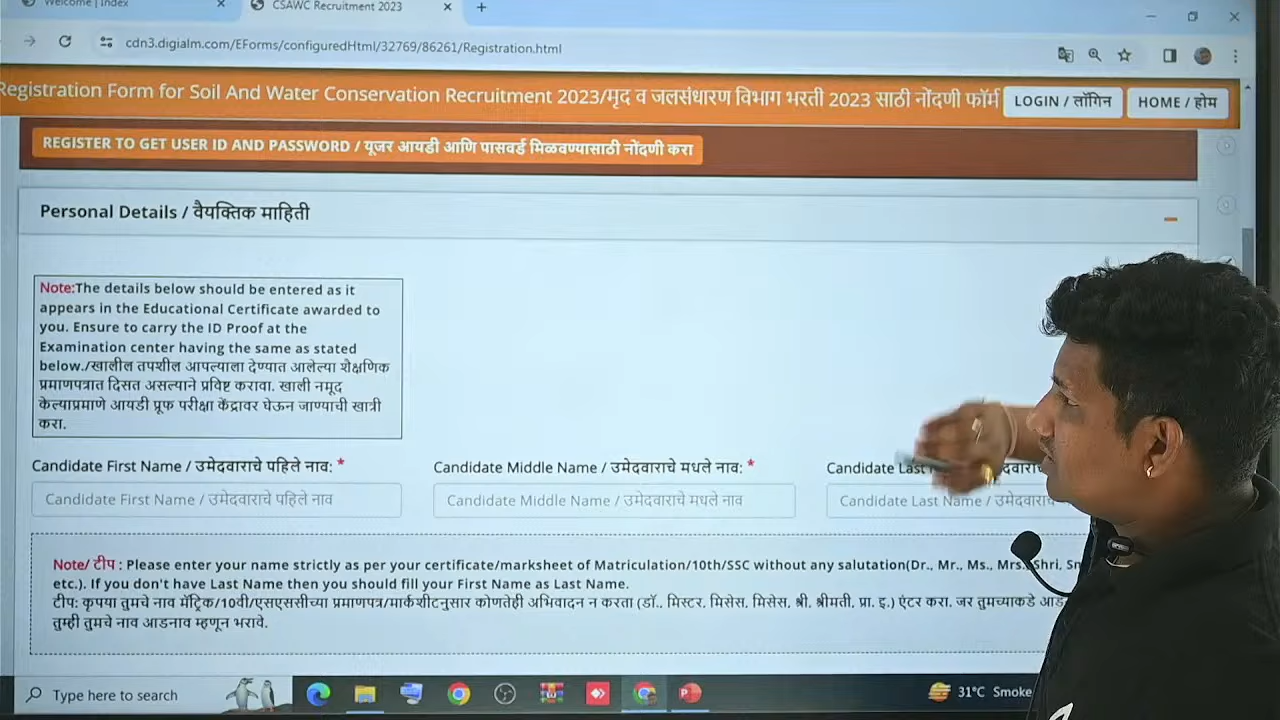 Welcome | Index
CSAWC Recruitment 2023
cdn3.digialm.com/EForms/configuredHtml/32769/86261/Registration.html
Registration Form for Soil And Water Conservation Recruitment 2023/मृद व जलसंधारण विभाग भरती 2023 साठी नोंदणी फॉर्म
LOGIN / लॉगिन
HOME / होम
REGISTER TO GET USER ID AND PASSWORD / यूजर आयडी आणि पासवर्ड मिळवण्यासाठी नोंदणी करा
Personal Details / वैयक्तिक माहिती
Note:The details below should be entered as it
appears in the Educational Certificate awarded to
you. Ensure to carry the ID Proof at the
Examination center having the same as stated
below./खालील तपशील आपल्याला देण्यात आलेल्या शैक्षणिक
प्रमाणपत्रात दिसत असल्याने प्रविष्ट करावा. खाली नमूद
केल्याप्रमाणे आयडी प्रूफ परीक्षा केंद्रावर घेऊन जाण्याची खात्री
करा.
Candidate First Name / उमेदवाराचे पहिले नाव: *
Candidate Middle Name / उमेदवाराचे मधले नाव: *
Candidate
Candidate First Name / उमेदवाराचे पहिले नाव
Candidate Middle Name / उमेदवाराचे मधले नाव
Candidate Last Name /
Note/ टीप : Please enter your name strictly as per your certificate/marksheet of Matriculation/10th/SSC without any salutation(Dr., Mr., Ms., Mrs., Shri,
etc.). If you don't have Last Name then you should fill your First Name as Last Name.
टीप: कृपया तुमचे नाव मॅट्रिक/10वी/एसएससीच्या प्रमाणपत्र/मार्कशीटनुसार कोणतेही अभिवादन न करता (डॉ., मिस्टर, मिसेस, मिसेस, श्री. श्रीमती, प्रा. इ.) एंटर करा. जर तुमच्याकडे
तुम्ही तुमचे नाव आडनाव म्हणून भरावे.
Type here to search
31°C Smoke